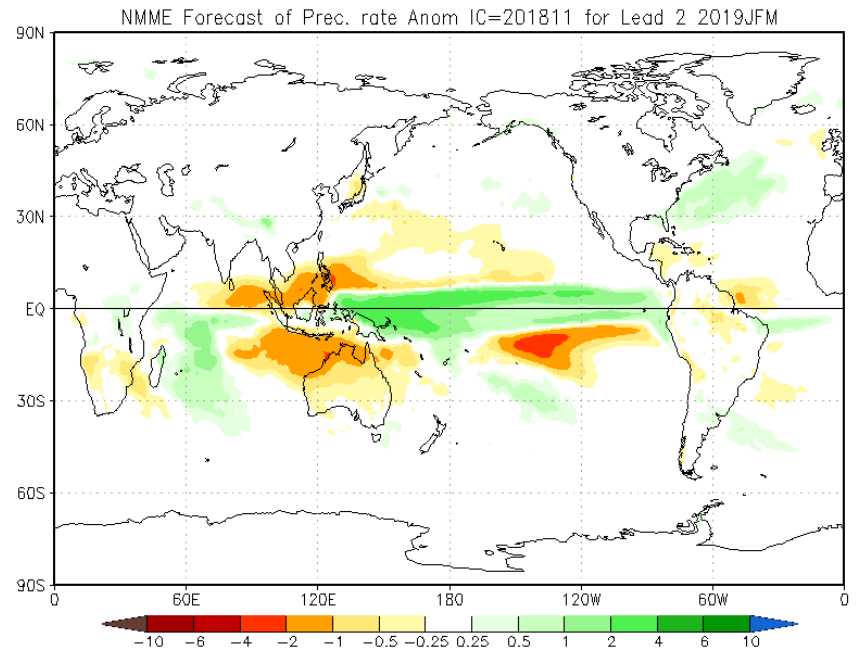 NMME Forecast of Prec. rate Anom IC=201811 for Lead 2 2019JFM
90N
60N
30N
EQ
30S
60S
90S
0 60E 120E 180 120W 60W 0
-10 -6 -4 -2 -1 -0.5 -0.25 0.25 0.5 1 2 4 6 10